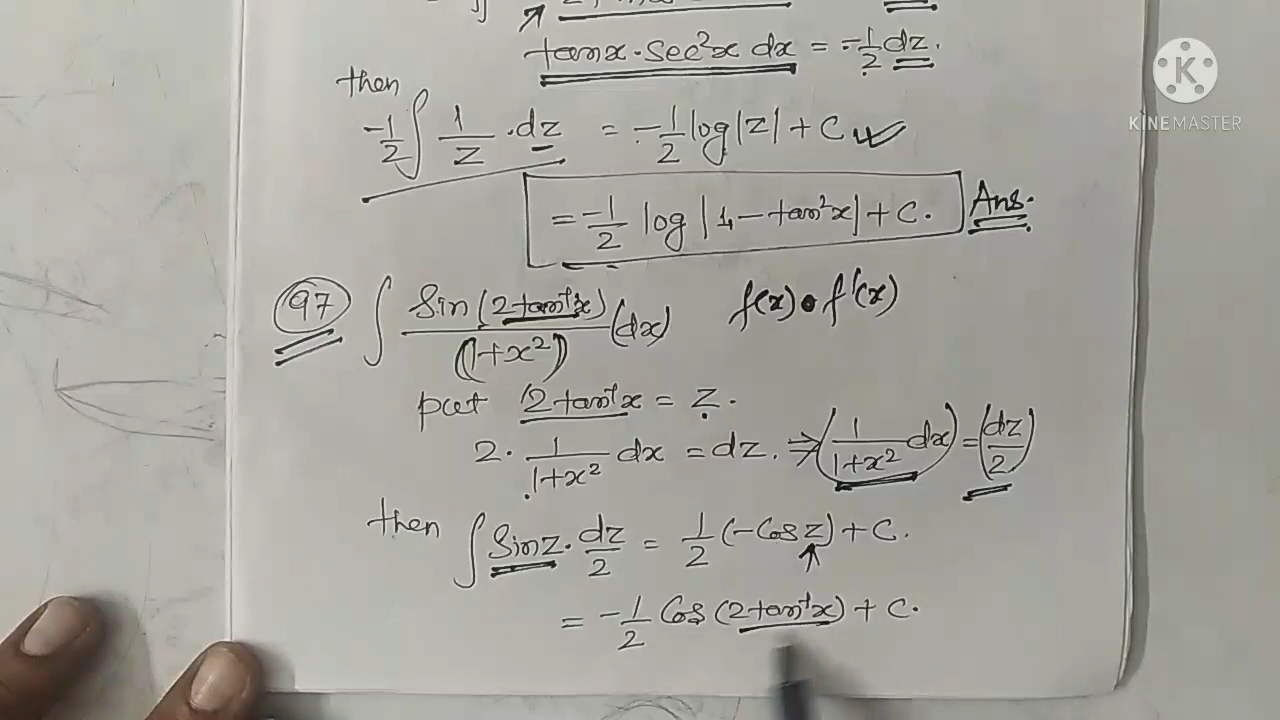 tanx·Sec²x dx = -1/2 dz.
then
-1/2 ∫ 1/z · dz = -1/2 log|z| + C
= -1/2 log |1 - tan²x| + C. Ans.
97 ∫ Sin(2tan⁻¹x)/(1+x²) (dx) f(x)·f'(x)
put 2tan⁻¹x = z.
2· 1/(1+x²) dx = dz. ⇒ (1/(1+x²) dx) = (dz/2)
then ∫ Sinz· dz/2 = 1/2 (-Cosz) + C.
= -1/2 Cos(2tan⁻¹x) + C.
K
KINEMASTER